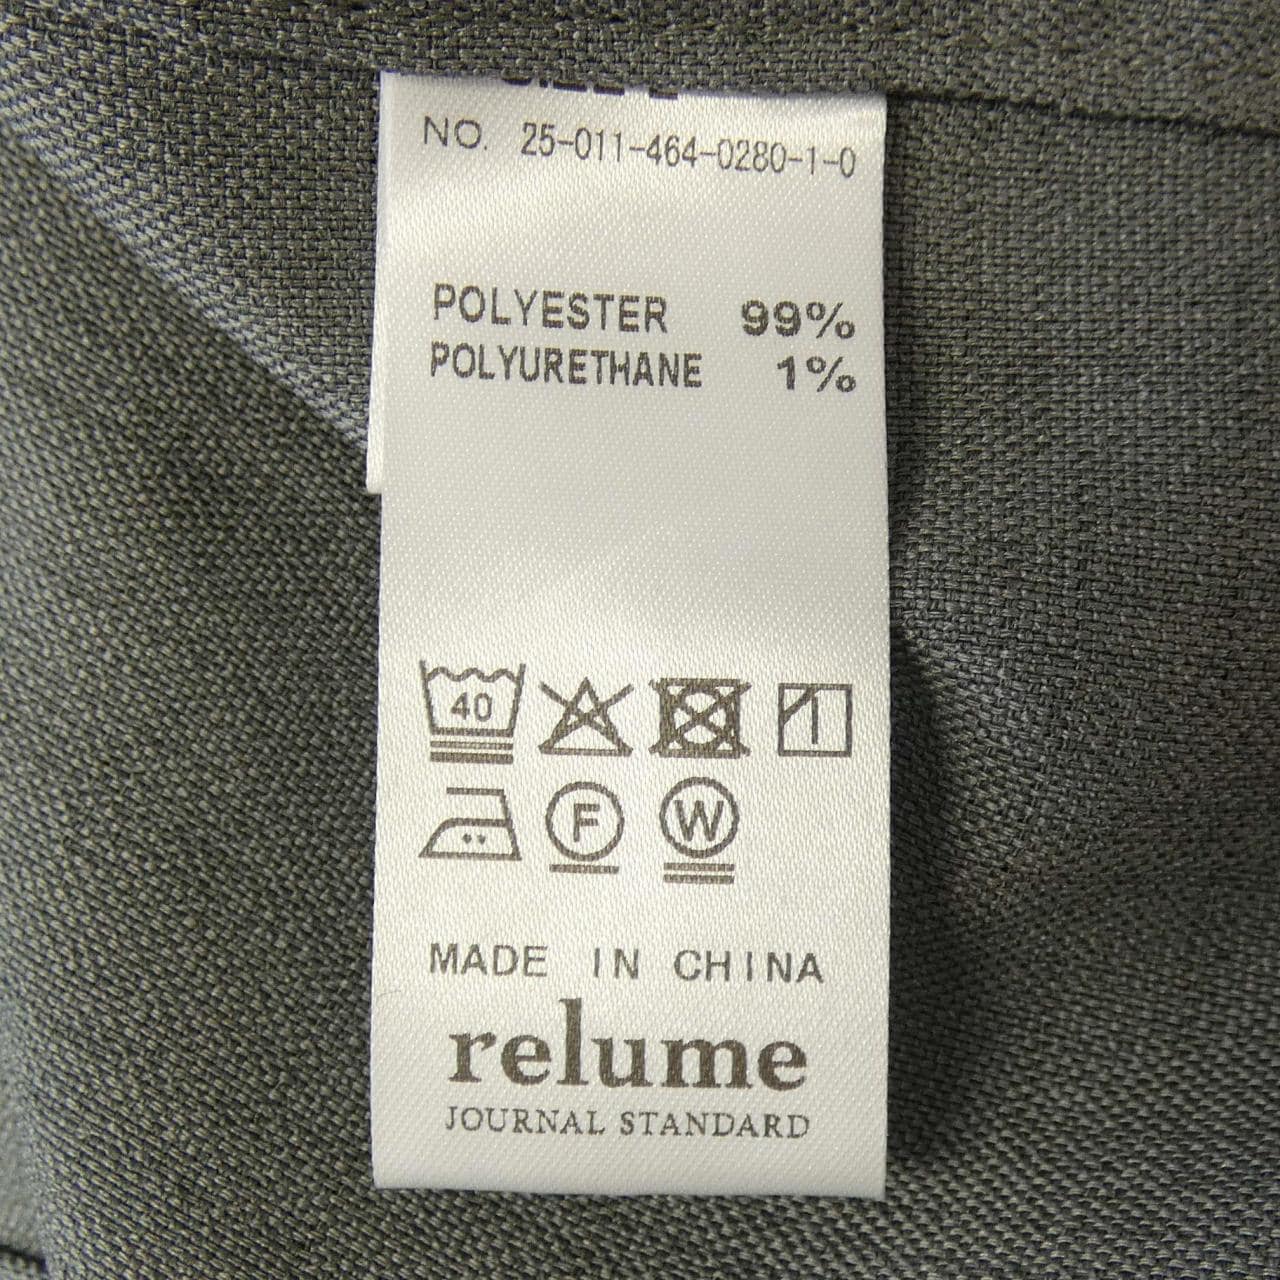 NO. 25-011-464-0280-1-0
POLYESTER 99%
POLYURETHANE 1%
40
F W
MADE IN CHINA
relume
JOURNAL STANDARD